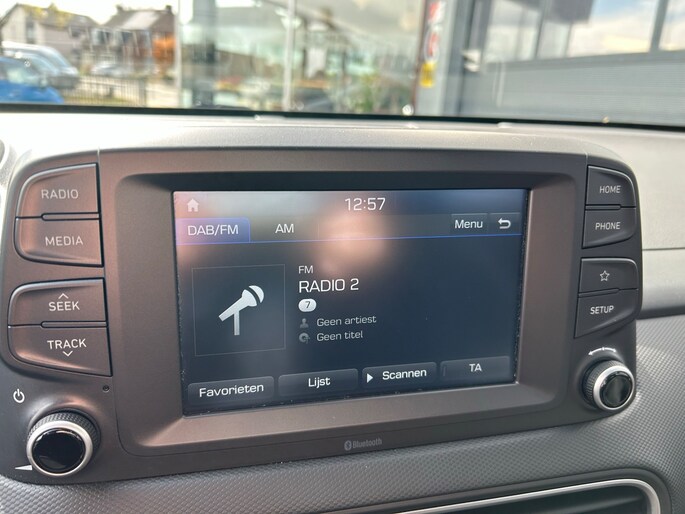 RADIO
MEDIA
SEEK
TRACK
12:57
DAB/FM
AM
Menu
FM
RADIO 2
7
Geen artiest
Geen titel
Favorieten
Lijst
Scannen
TA
HOME
PHONE
SETUP
Bluetooth